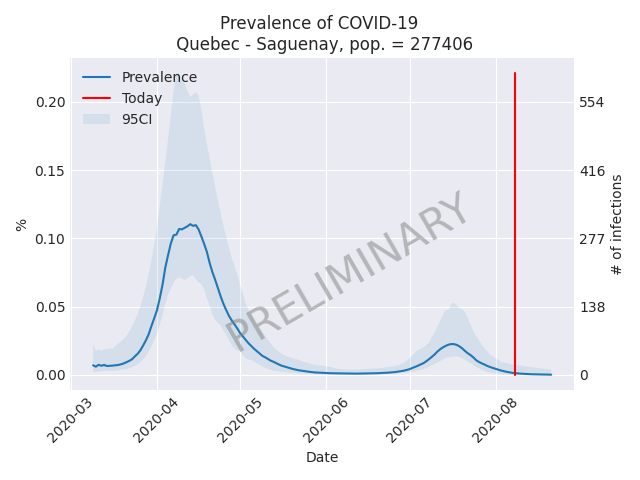 Prevalence of COVID-19
Quebec - Saguenay, pop. = 277406
Prevalence
Today
95CI
PRELIMINARY
%
0.20
0.15
0.10
0.05
0.00
554
416
277
138
0
# of infections
2020-03
2020-04
2020-05
2020-06
2020-07
2020-08
Date